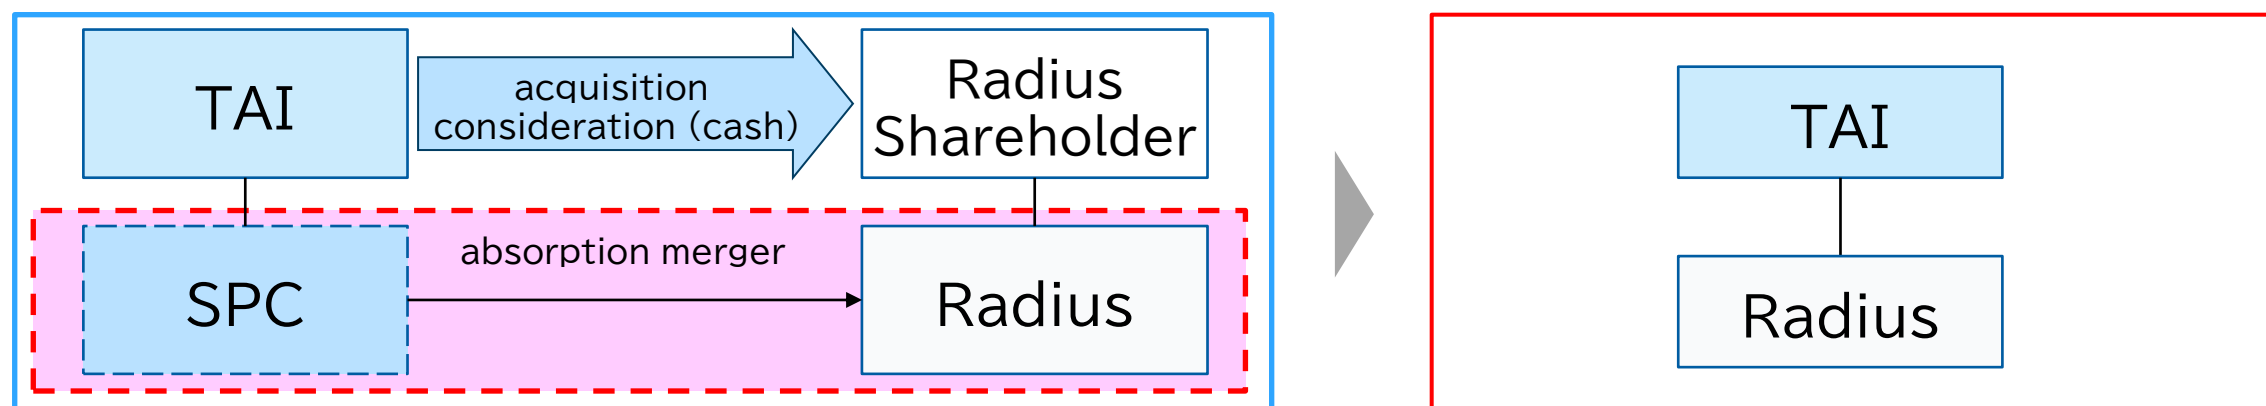 TAI
acquisition
consideration (cash)
Radius
Shareholder
SPC
absorption merger
Radius
TAI
Radius